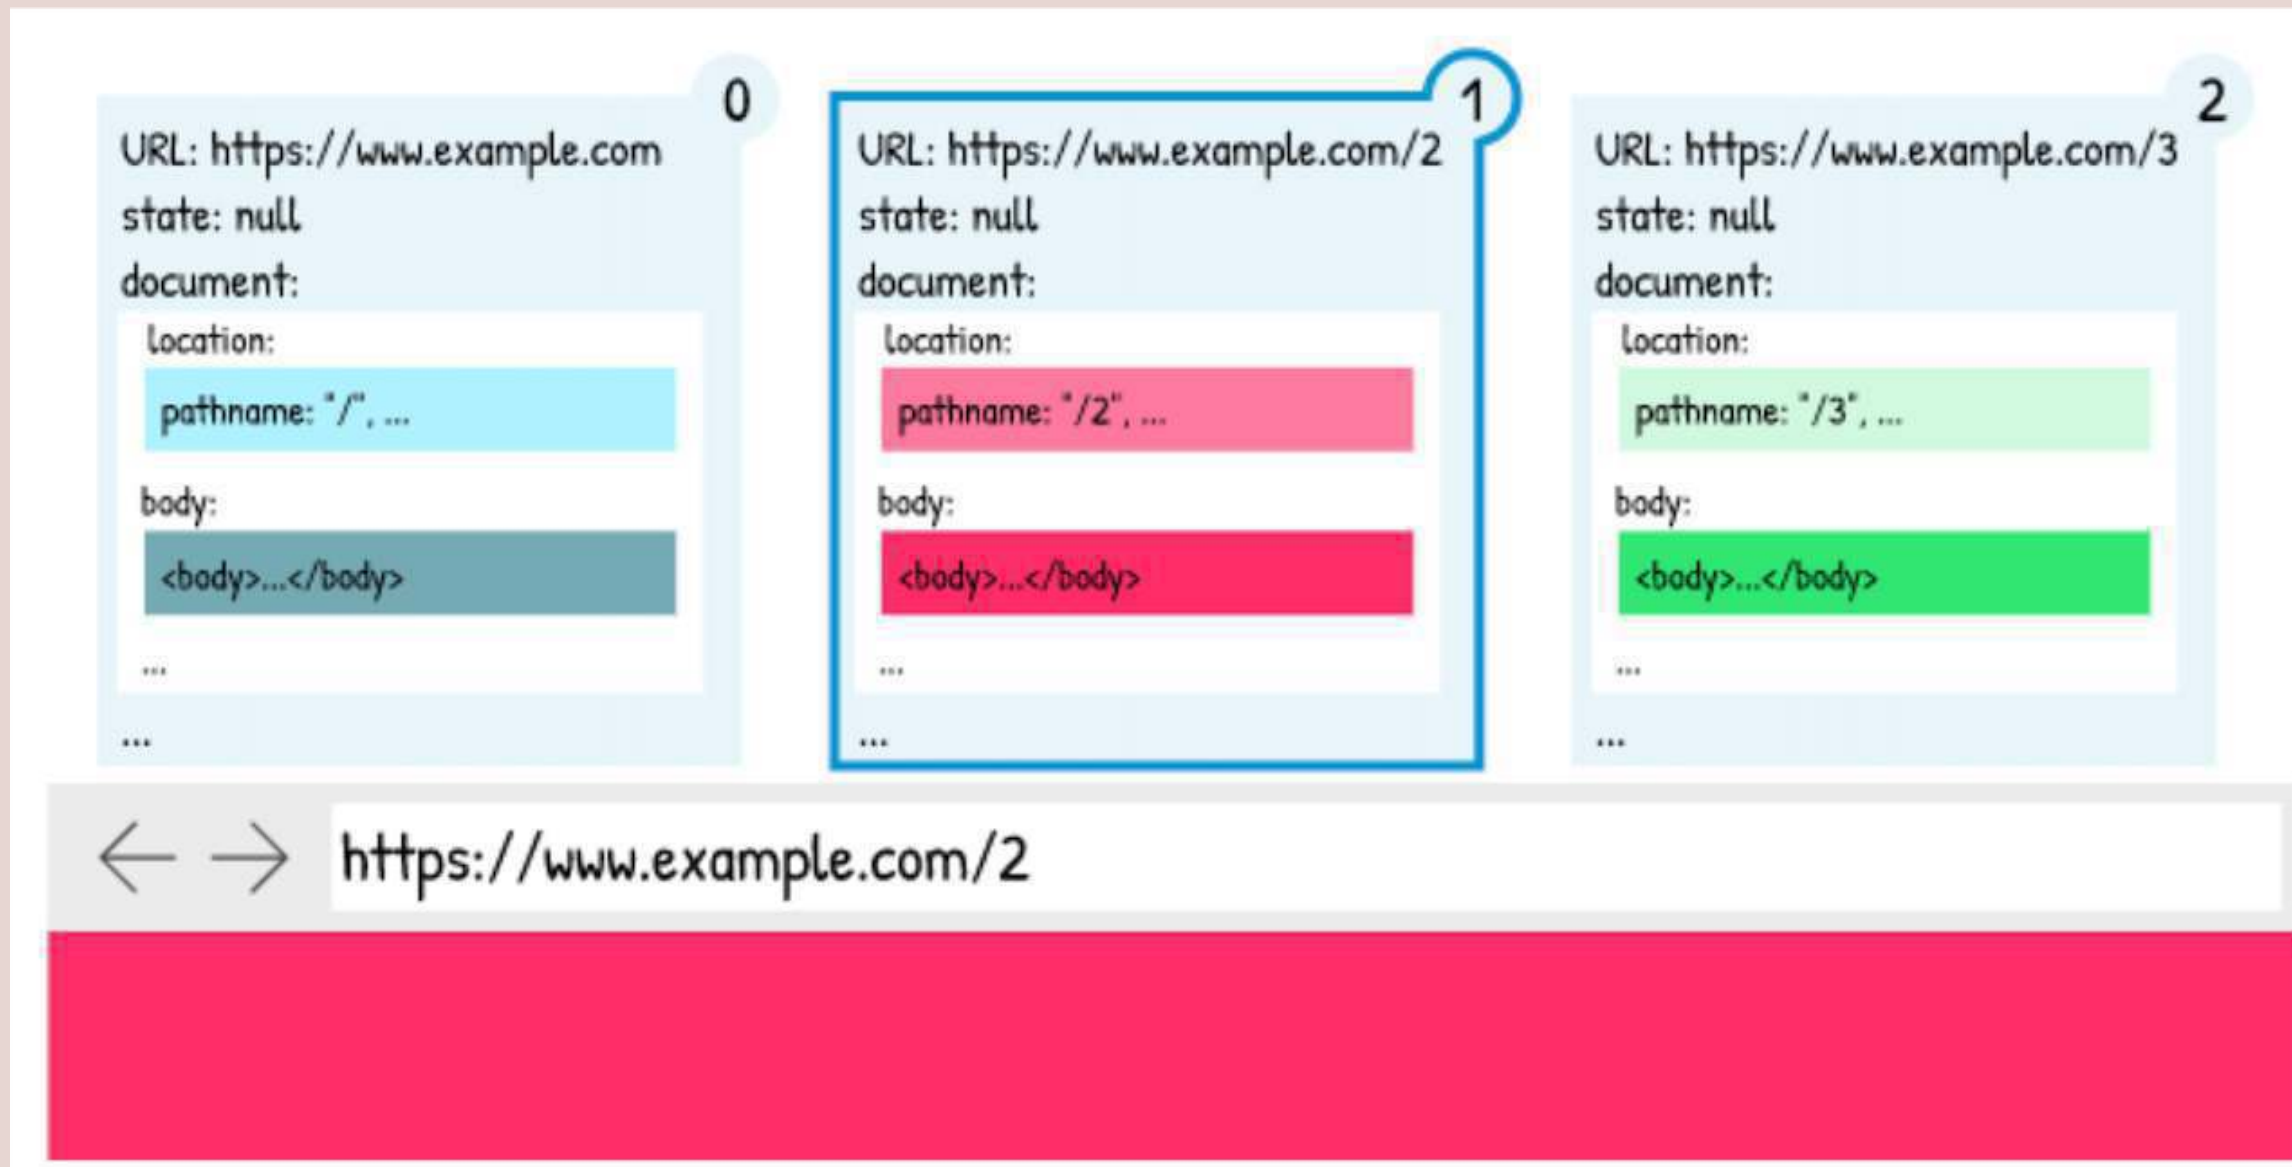 0
URL: https://www.example.com
state: null
document:
location:
pathname: "/", ...
body:
<body>...</body>
...
...
1
URL: https://www.example.com/2
state: null
document:
location:
pathname: "/2", ...
body:
<body>...</body>
...
...
2
URL: https://www.example.com/3
state: null
document:
location:
pathname: "/3", ...
body:
<body>...</body>
...
...
https://www.example.com/2